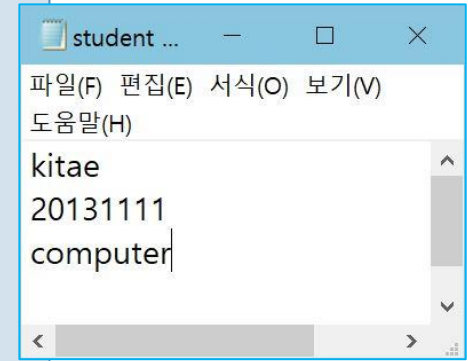 student ...
파일(F) 편집(E) 서식(O) 보기(V)
도움말(H)
kitae
20131111
computer